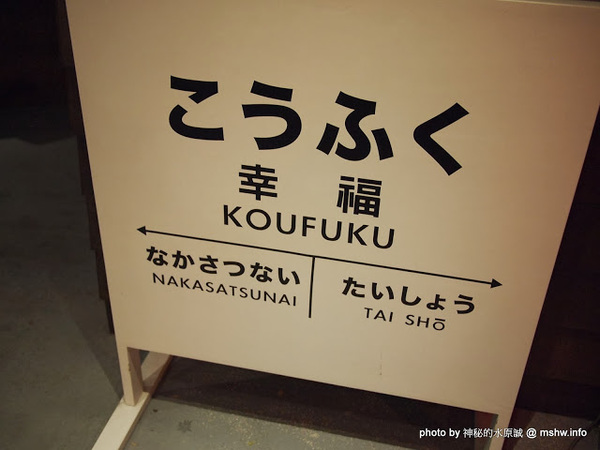 こうふく
幸福
KOUFUKU
なかさつない
NAKASATSUNAI
たいしょう
TAI SHō
photo by 神秘的水原誠 @ mshw.info